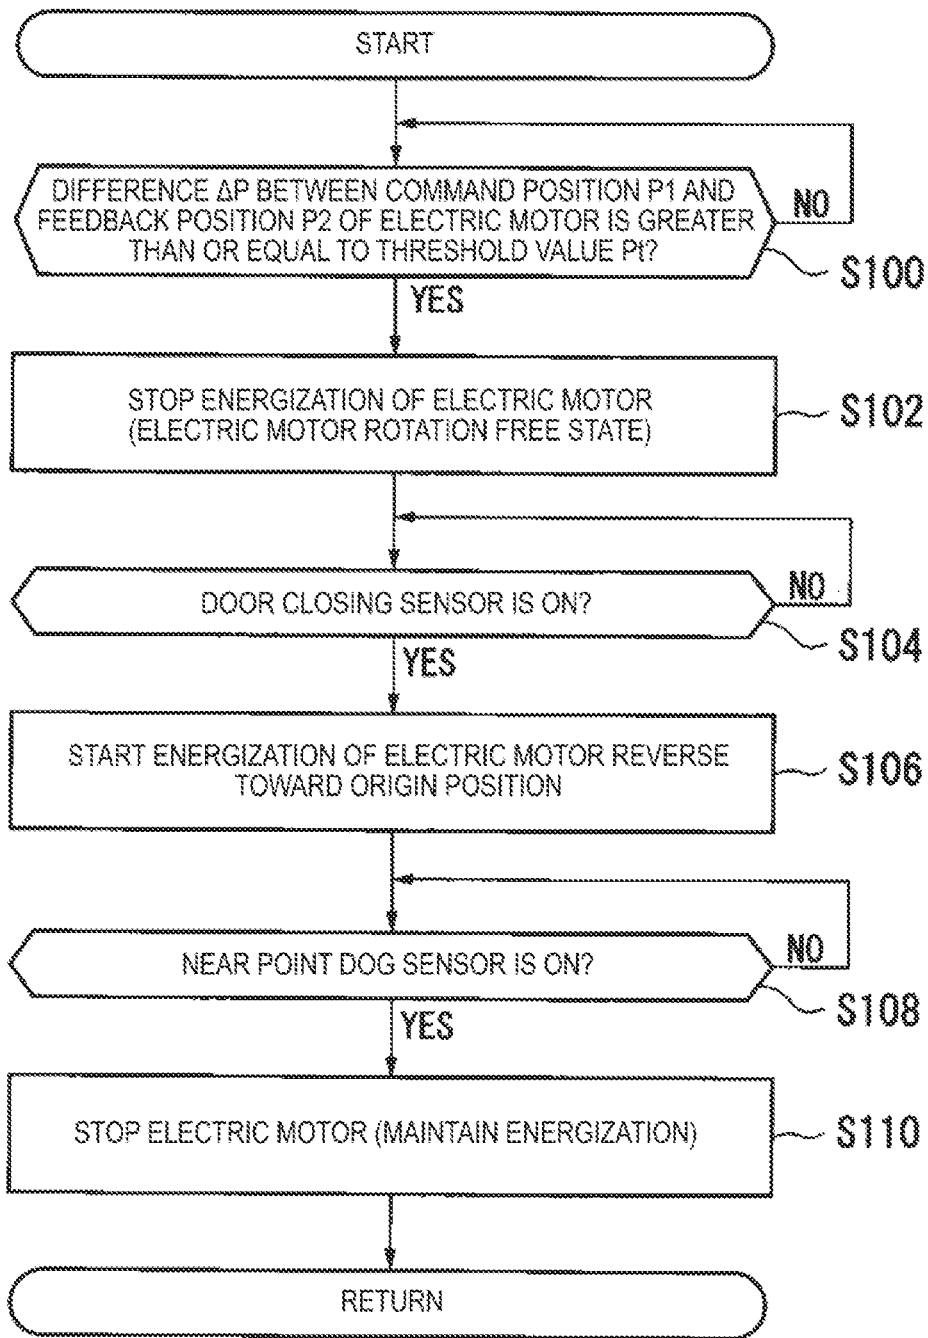 START
DIFFERENCE ΔP BETWEEN COMMAND POSITION P1 AND
FEEDBACK POSITION P2 OF ELECTRIC MOTOR IS GREATER
THAN OR EQUAL TO THRESHOLD VALUE Pt?
NO
S100
YES
STOP ENERGIZATION OF ELECTRIC MOTOR
(ELECTRIC MOTOR ROTATION FREE STATE)
S102
DOOR CLOSING SENSOR IS ON?
NO
S104
YES
START ENERGIZATION OF ELECTRIC MOTOR REVERSE
TOWARD ORIGIN POSITION
S106
NEAR POINT DOG SENSOR IS ON?
NO
S108
YES
STOP ELECTRIC MOTOR (MAINTAIN ENERGIZATION)
S110
RETURN